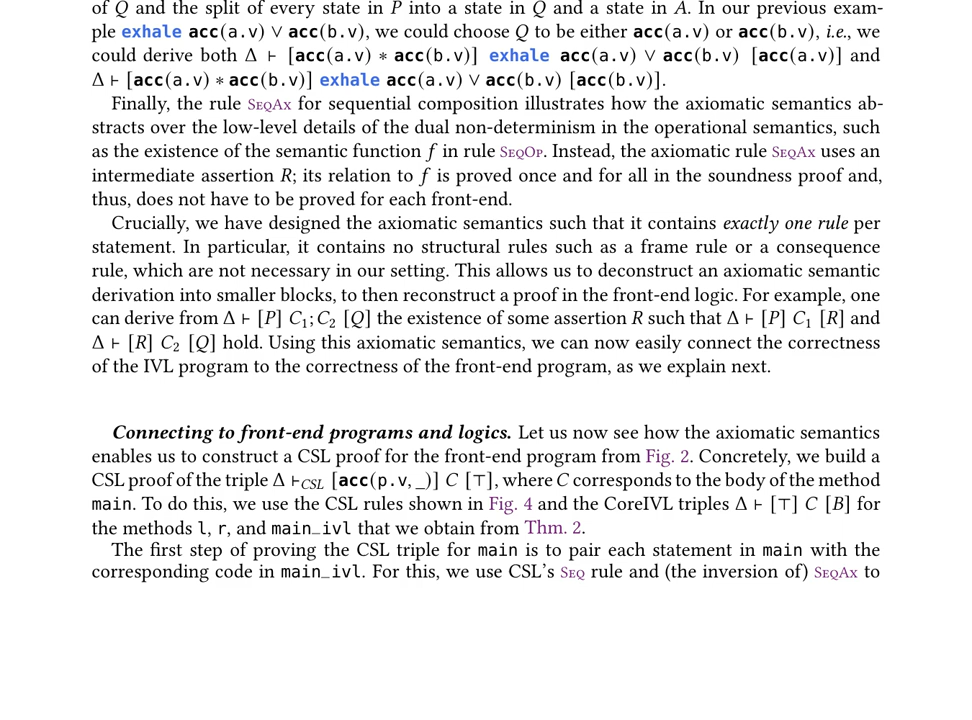 of Q and the split of every state in P into a state in Q and a state in A. In our previous exam-
ple exhale acc(a.v) ∨ acc(b.v), we could choose Q to be either acc(a.v) or acc(b.v), i.e., we
could derive both Δ ⊢ [acc(a.v) ∗ acc(b.v)] exhale acc(a.v) ∨ acc(b.v) [acc(a.v)] and
Δ ⊢ [acc(a.v) ∗ acc(b.v)] exhale acc(a.v) ∨ acc(b.v) [acc(b.v)].
Finally, the rule SeqAx for sequential composition illustrates how the axiomatic semantics ab-
stracts over the low-level details of the dual non-determinism in the operational semantics, such
as the existence of the semantic function f in rule SeqOp. Instead, the axiomatic rule SeqAx uses an
intermediate assertion R; its relation to f is proved once and for all in the soundness proof and,
thus, does not have to be proved for each front-end.
Crucially, we have designed the axiomatic semantics such that it contains exactly one rule per
statement. In particular, it contains no structural rules such as a frame rule or a consequence
rule, which are not necessary in our setting. This allows us to deconstruct an axiomatic semantic
derivation into smaller blocks, to then reconstruct a proof in the front-end logic. For example, one
can derive from Δ ⊢ [P] C₁; C₂ [Q] the existence of some assertion R such that Δ ⊢ [P] C₁ [R] and
Δ ⊢ [R] C₂ [Q] hold. Using this axiomatic semantics, we can now easily connect the correctness
of the IVL program to the correctness of the front-end program, as we explain next.
Connecting to front-end programs and logics. Let us now see how the axiomatic semantics
enables us to construct a CSL proof for the front-end program from Fig. 2. Concretely, we build a
CSL proof of the triple Δ ⊢CSL [acc(p.v, _)] C [⊤], where C corresponds to the body of the method
main. To do this, we use the CSL rules shown in Fig. 4 and the CoreIVL triples Δ ⊢ [⊤] C [B] for
the methods l, r, and main_ivl that we obtain from Thm. 2.
The first step of proving the CSL triple for main is to pair each statement in main with the
corresponding code in main_ivl. For this, we use CSL's Seq rule and (the inversion of) SeqAx to